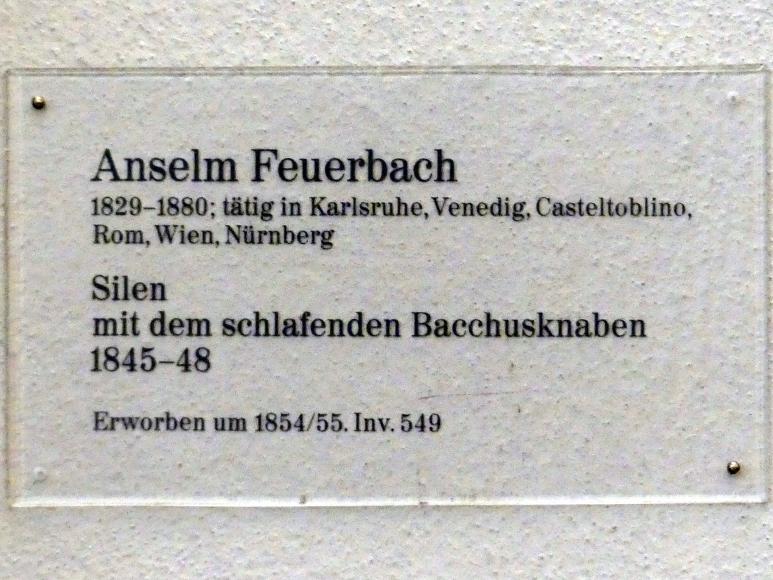 Anselm Feuerbach
1829–1880; tätig in Karlsruhe, Venedig, Casteltoblino,
Rom, Wien, Nürnberg
Silen
mit dem schlafenden Bacchusknaben
1845–48
Erworben um 1854/55. Inv. 549